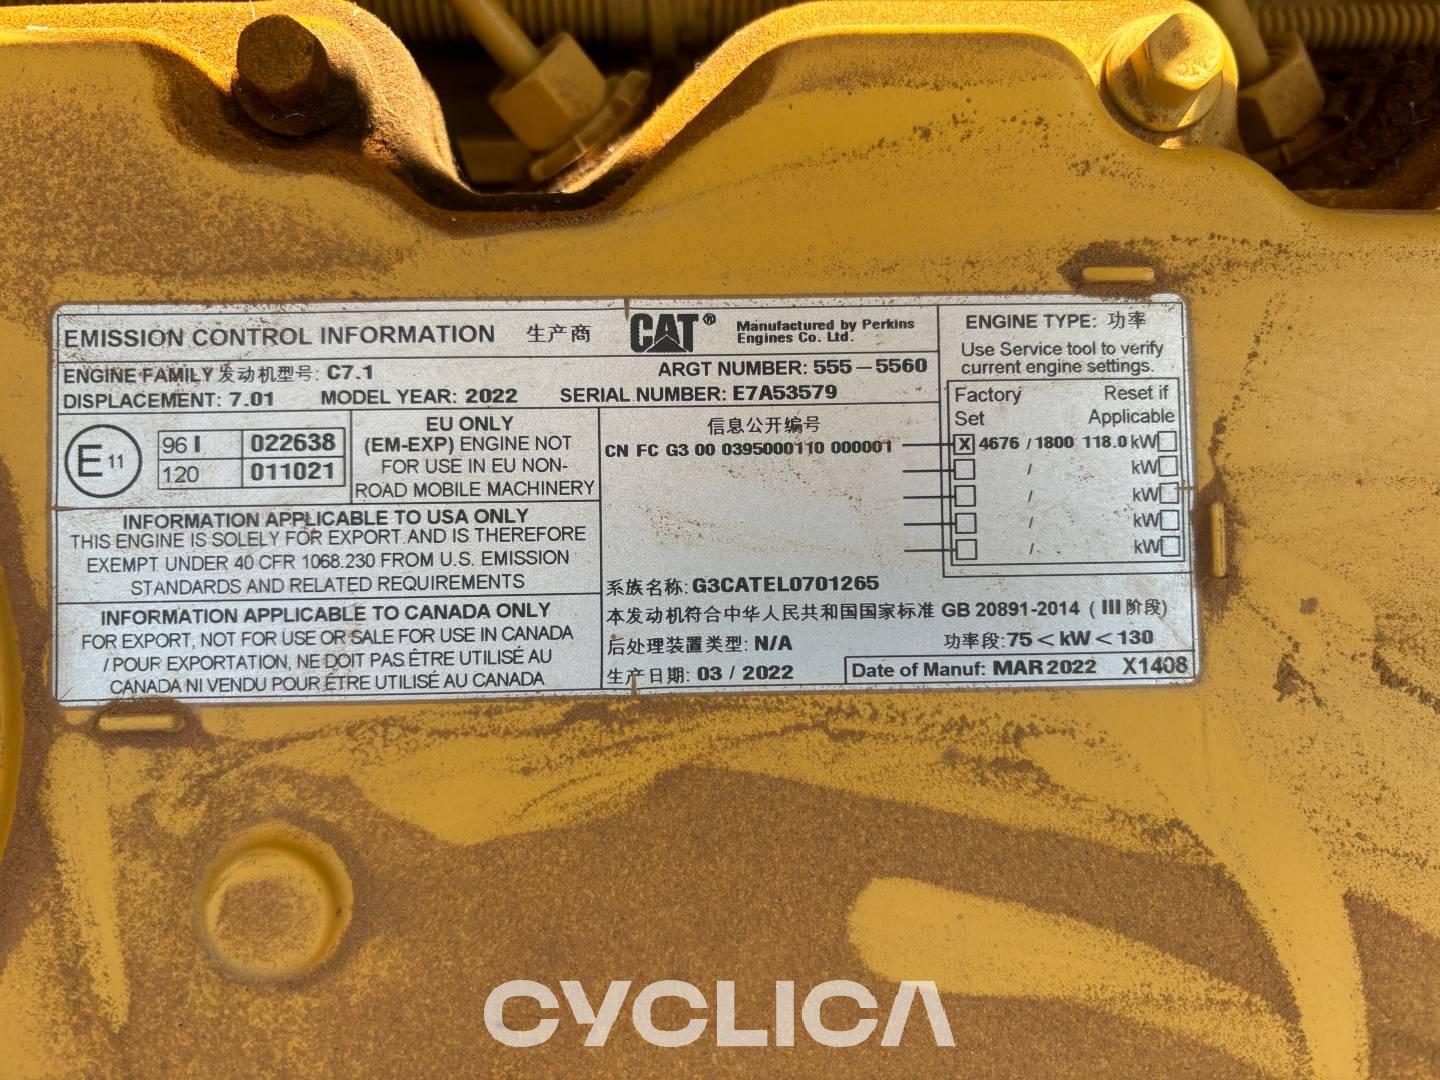 EMISSION CONTROL INFORMATION 生产商 CAT® Manufactured by Perkins
Engines Co. Ltd.
ENGINE FAMILY 发动机型号: C7.1 ARGT NUMBER: 555-5560
DISPLACEMENT: 7.01 MODEL YEAR: 2022 SERIAL NUMBER: E7A53579
E 11
96 I 022638
120 011021
EU ONLY
(EM-EXP) ENGINE NOT
FOR USE IN EU NON-
ROAD MOBILE MACHINERY
INFORMATION APPLICABLE TO USA ONLY
THIS ENGINE IS SOLELY FOR EXPORT AND IS THEREFORE
EXEMPT UNDER 40 CFR 1068.230 FROM U.S. EMISSION
STANDARDS AND RELATED REQUIREMENTS
INFORMATION APPLICABLE TO CANADA ONLY
FOR EXPORT, NOT FOR USE OR SALE FOR USE IN CANADA
/ POUR EXPORTATION, NE DOIT PAS ÊTRE UTILISÉ AU
CANADA NI VENDU POUR ÊTRE UTILISÉ AU CANADA
信息公开编号
CN FC G3 00 0395000110 000001
ENGINE TYPE: 功率
Use Service tool to verify
current engine settings.
Factory Reset if
Set Applicable
X 4676 / 1800 118.0 kW
/ kW
/ kW
/ kW
/ kW
系族名称: G3CATEL0701265
本发动机符合中华人民共和国国家标准 GB 20891-2014 ( III 阶段)
后处理装置类型: N/A 功率段: 75 < kW < 130
生产日期: 03 / 2022 Date of Manuf: MAR 2022 X1408
CYCLICA